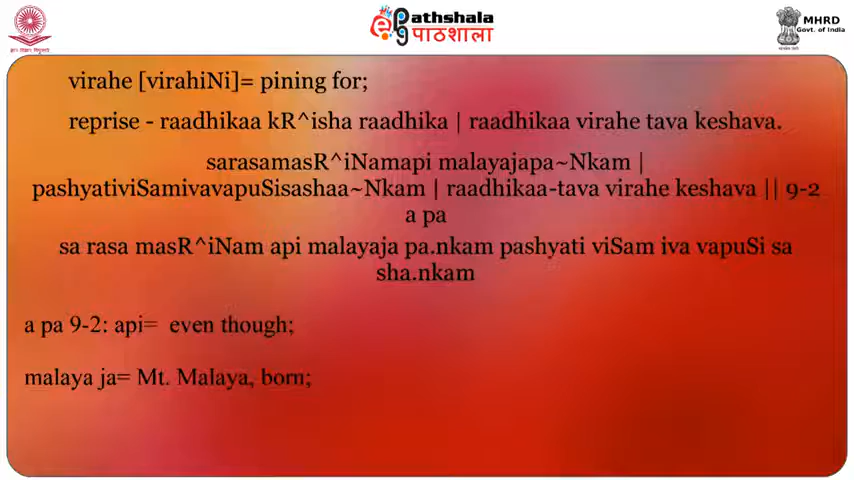 Pathshala
पाठशाला
MHRD
Govt. of India
virahe [virahiNi]= pining for;
reprise - raadhikaa kR^isha raadhika | raadhikaa virahe tava keshava.
sarasamasR^iNamapi malayajapa~Nkam |
pashyativiSamivavapuSisashaa~Nkam | raadhikaa-tava virahe keshava || 9-2
a pa
sa rasa masR^iNam api malayaja pa.nkam pashyati viSam iva vapuSi sa
sha.nkam
a pa 9-2: api= even though;
malaya ja= Mt. Malaya, born;